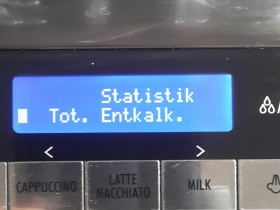 Statistik
Tot. Entkalk.
< >
CAPPUCCINO
LATTE
MACCHIATO
MILK